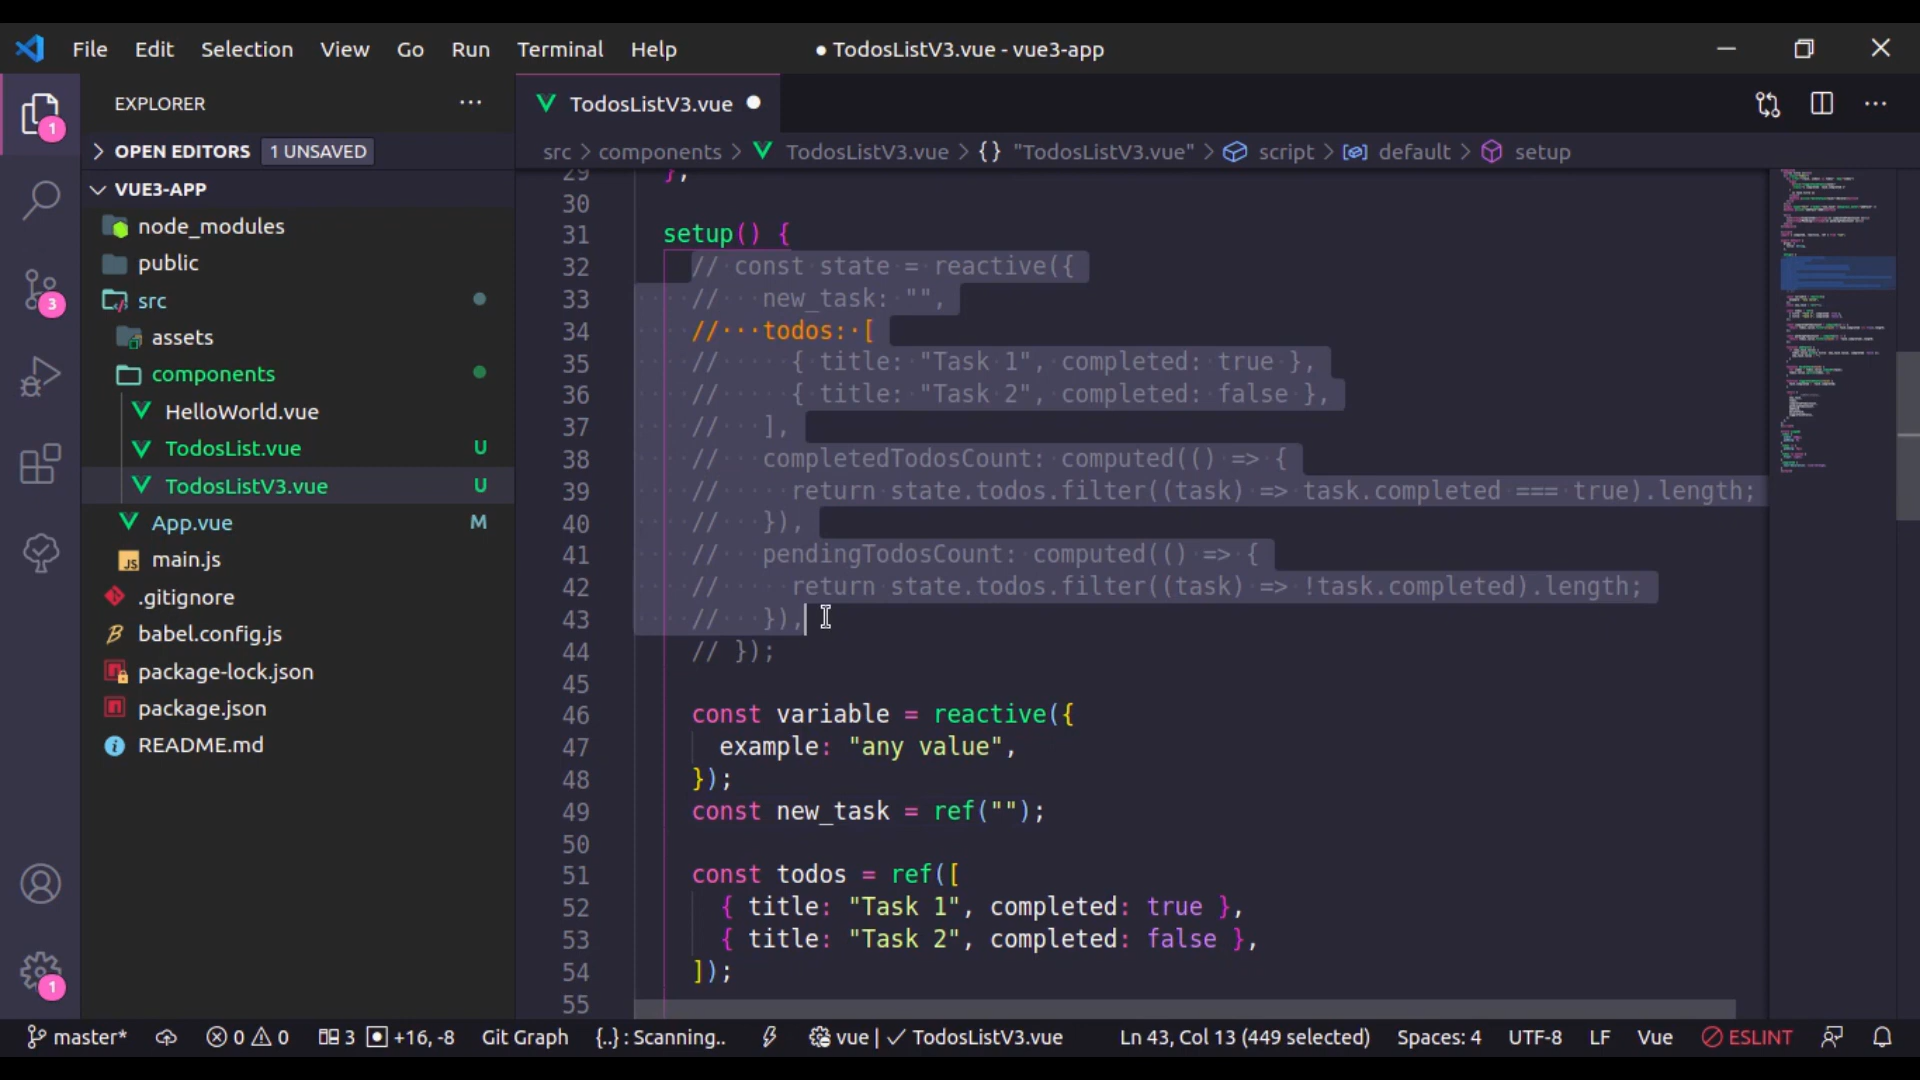 File Edit Selection View Go Run Terminal Help
● TodosListV3.vue - vue3-app
EXPLORER ···
TodosListV3.vue ●
OPEN EDITORS 1 UNSAVED
src > components > TodosListV3.vue > {} "TodosListV3.vue" > script > default > setup
VUE3-APP
node_modules
public
src
assets
components
HelloWorld.vue
TodosList.vue U
TodosListV3.vue U
App.vue M
main.js
.gitignore
babel.config.js
package-lock.json
package.json
README.md
1
3
1
29 },
30
31 setup() {
32 // const state = reactive({
33 //   new_task: "",
34 //···todos:·[
35 //     { title: "Task 1", completed: true },
36 //     { title: "Task 2", completed: false },
37 //   ],
38 //   completedTodosCount: computed(() => {
39 //     return state.todos.filter((task) => task.completed === true).length;
40 //   }),
41 //   pendingTodosCount: computed(() => {
42 //     return state.todos.filter((task) => !task.completed).length;
43 //   }),
44 // });
45
46 const variable = reactive({
47 example: "any value",
48 });
49 const new_task = ref("");
50
51 const todos = ref([
52 { title: "Task 1", completed: true },
53 { title: "Task 2", completed: false },
54 ]);
55
master* 0 0 3 +16, -8 Git Graph {..} : Scanning.. vue | ✓ TodosListV3.vue Ln 43, Col 13 (449 selected) Spaces: 4 UTF-8 LF Vue ESLINT